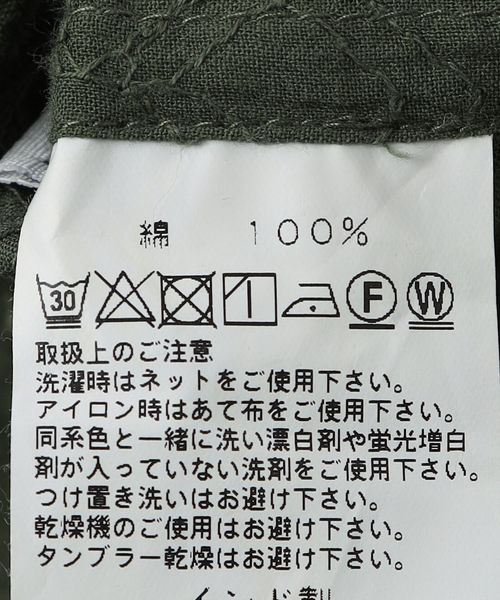 綿 100%
30 F W
取扱上のご注意
洗濯時はネットをご使用下さい。
アイロン時はあて布をご使用下さい。
同系色と一緒に洗い漂白剤や蛍光増白
剤が入っていない洗剤をご使用下さい。
つけ置き洗いはお避け下さい。
乾燥機のご使用はお避け下さい。
タンブラー乾燥はお避け下さい。
インド製